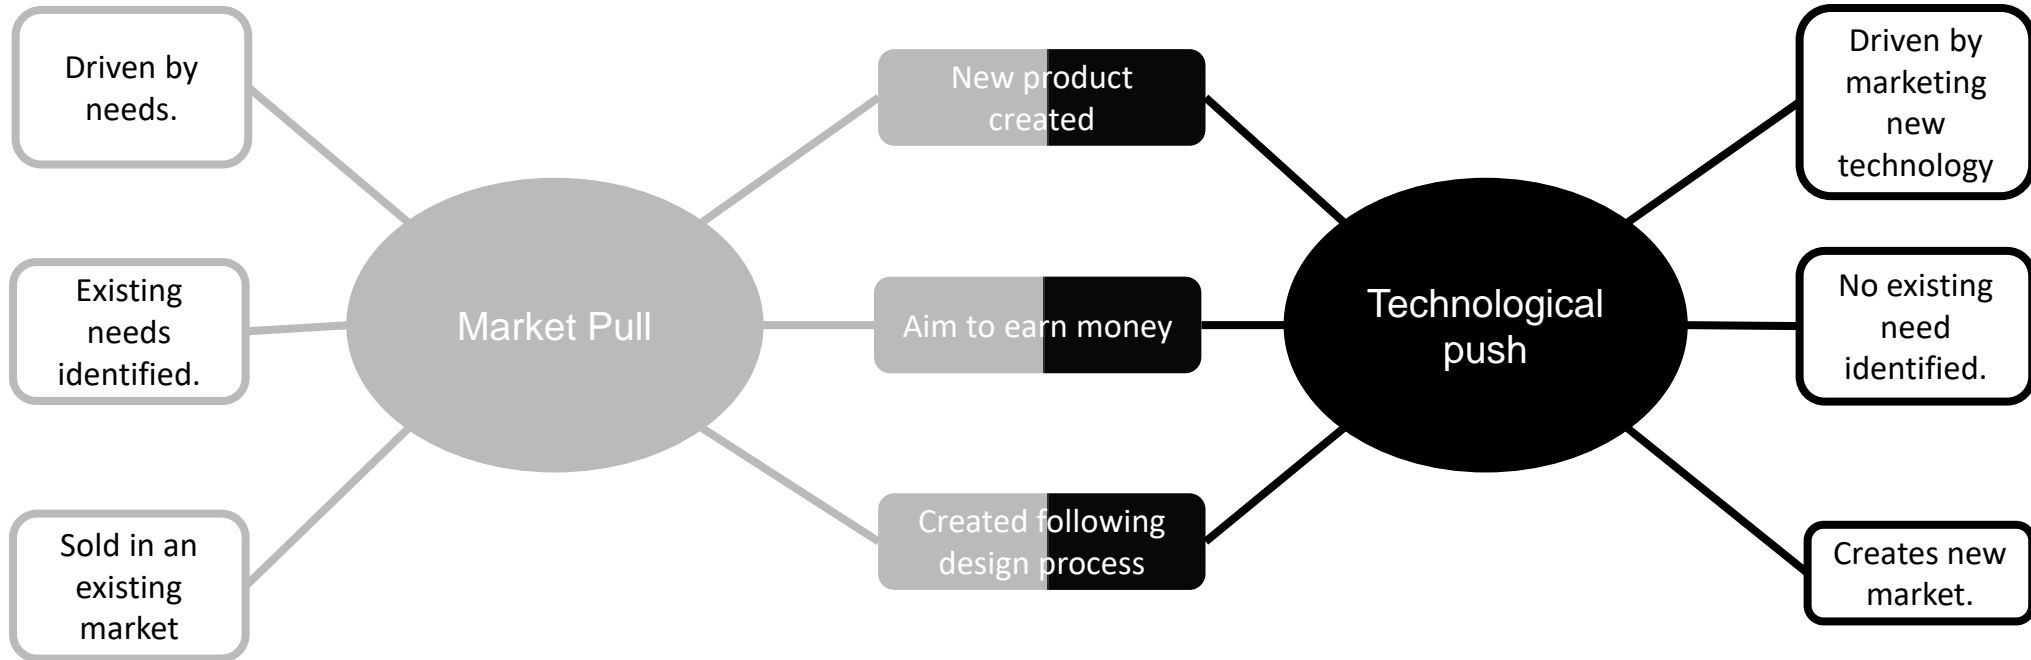 Driven by
needs.
Existing
needs
identified.
Sold in an
existing
market
Market Pull
New product
created
Aim to earn money
Created following
design process
Technological
push
Driven by
marketing
new
technology
No existing
need
identified.
Creates new
market.